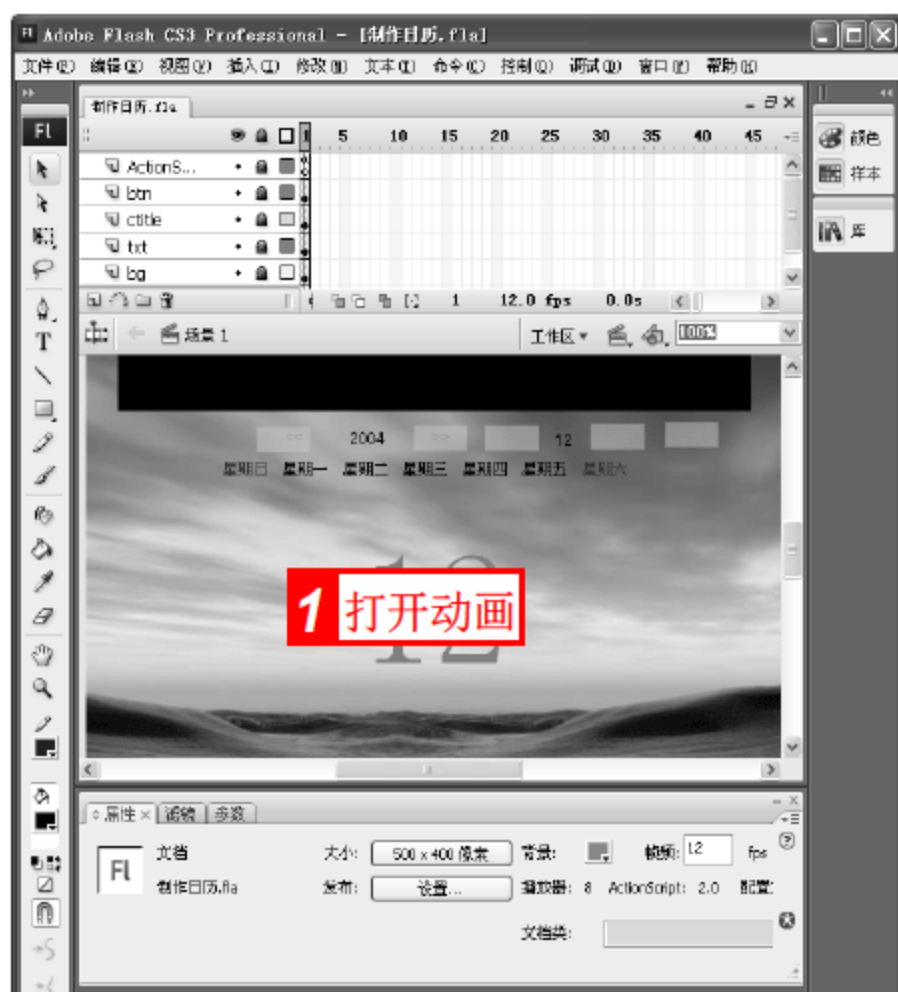 Fl Adobe Flash CS3 Professional - [制作日历.fla]
文件(F) 编辑(E) 视图(V) 插入(I) 修改(M) 文本(T) 命令(C) 控制(O) 调试(D) 窗口(W) 帮助(H)
制作日历.fla
Fl
1 5 10 15 20 25 30 35 40 45
颜色
ActionS...
样本
btn
ctitle
库
txt
bg
1 12.0 fps 0.0s
T
场景 1 工作区 100%
<< 2004 >> 12
星期日 星期一 星期二 星期三 星期四 星期五 星期六
12
1 打开动画
属性 × 滤镜 参数
Fl
文档 大小: 500 x 400 像素 背景: 帧频: 12 fps
制作日历.fla 发布: 设置... 播放器: 8 ActionScript: 2.0 配置:
文档类: